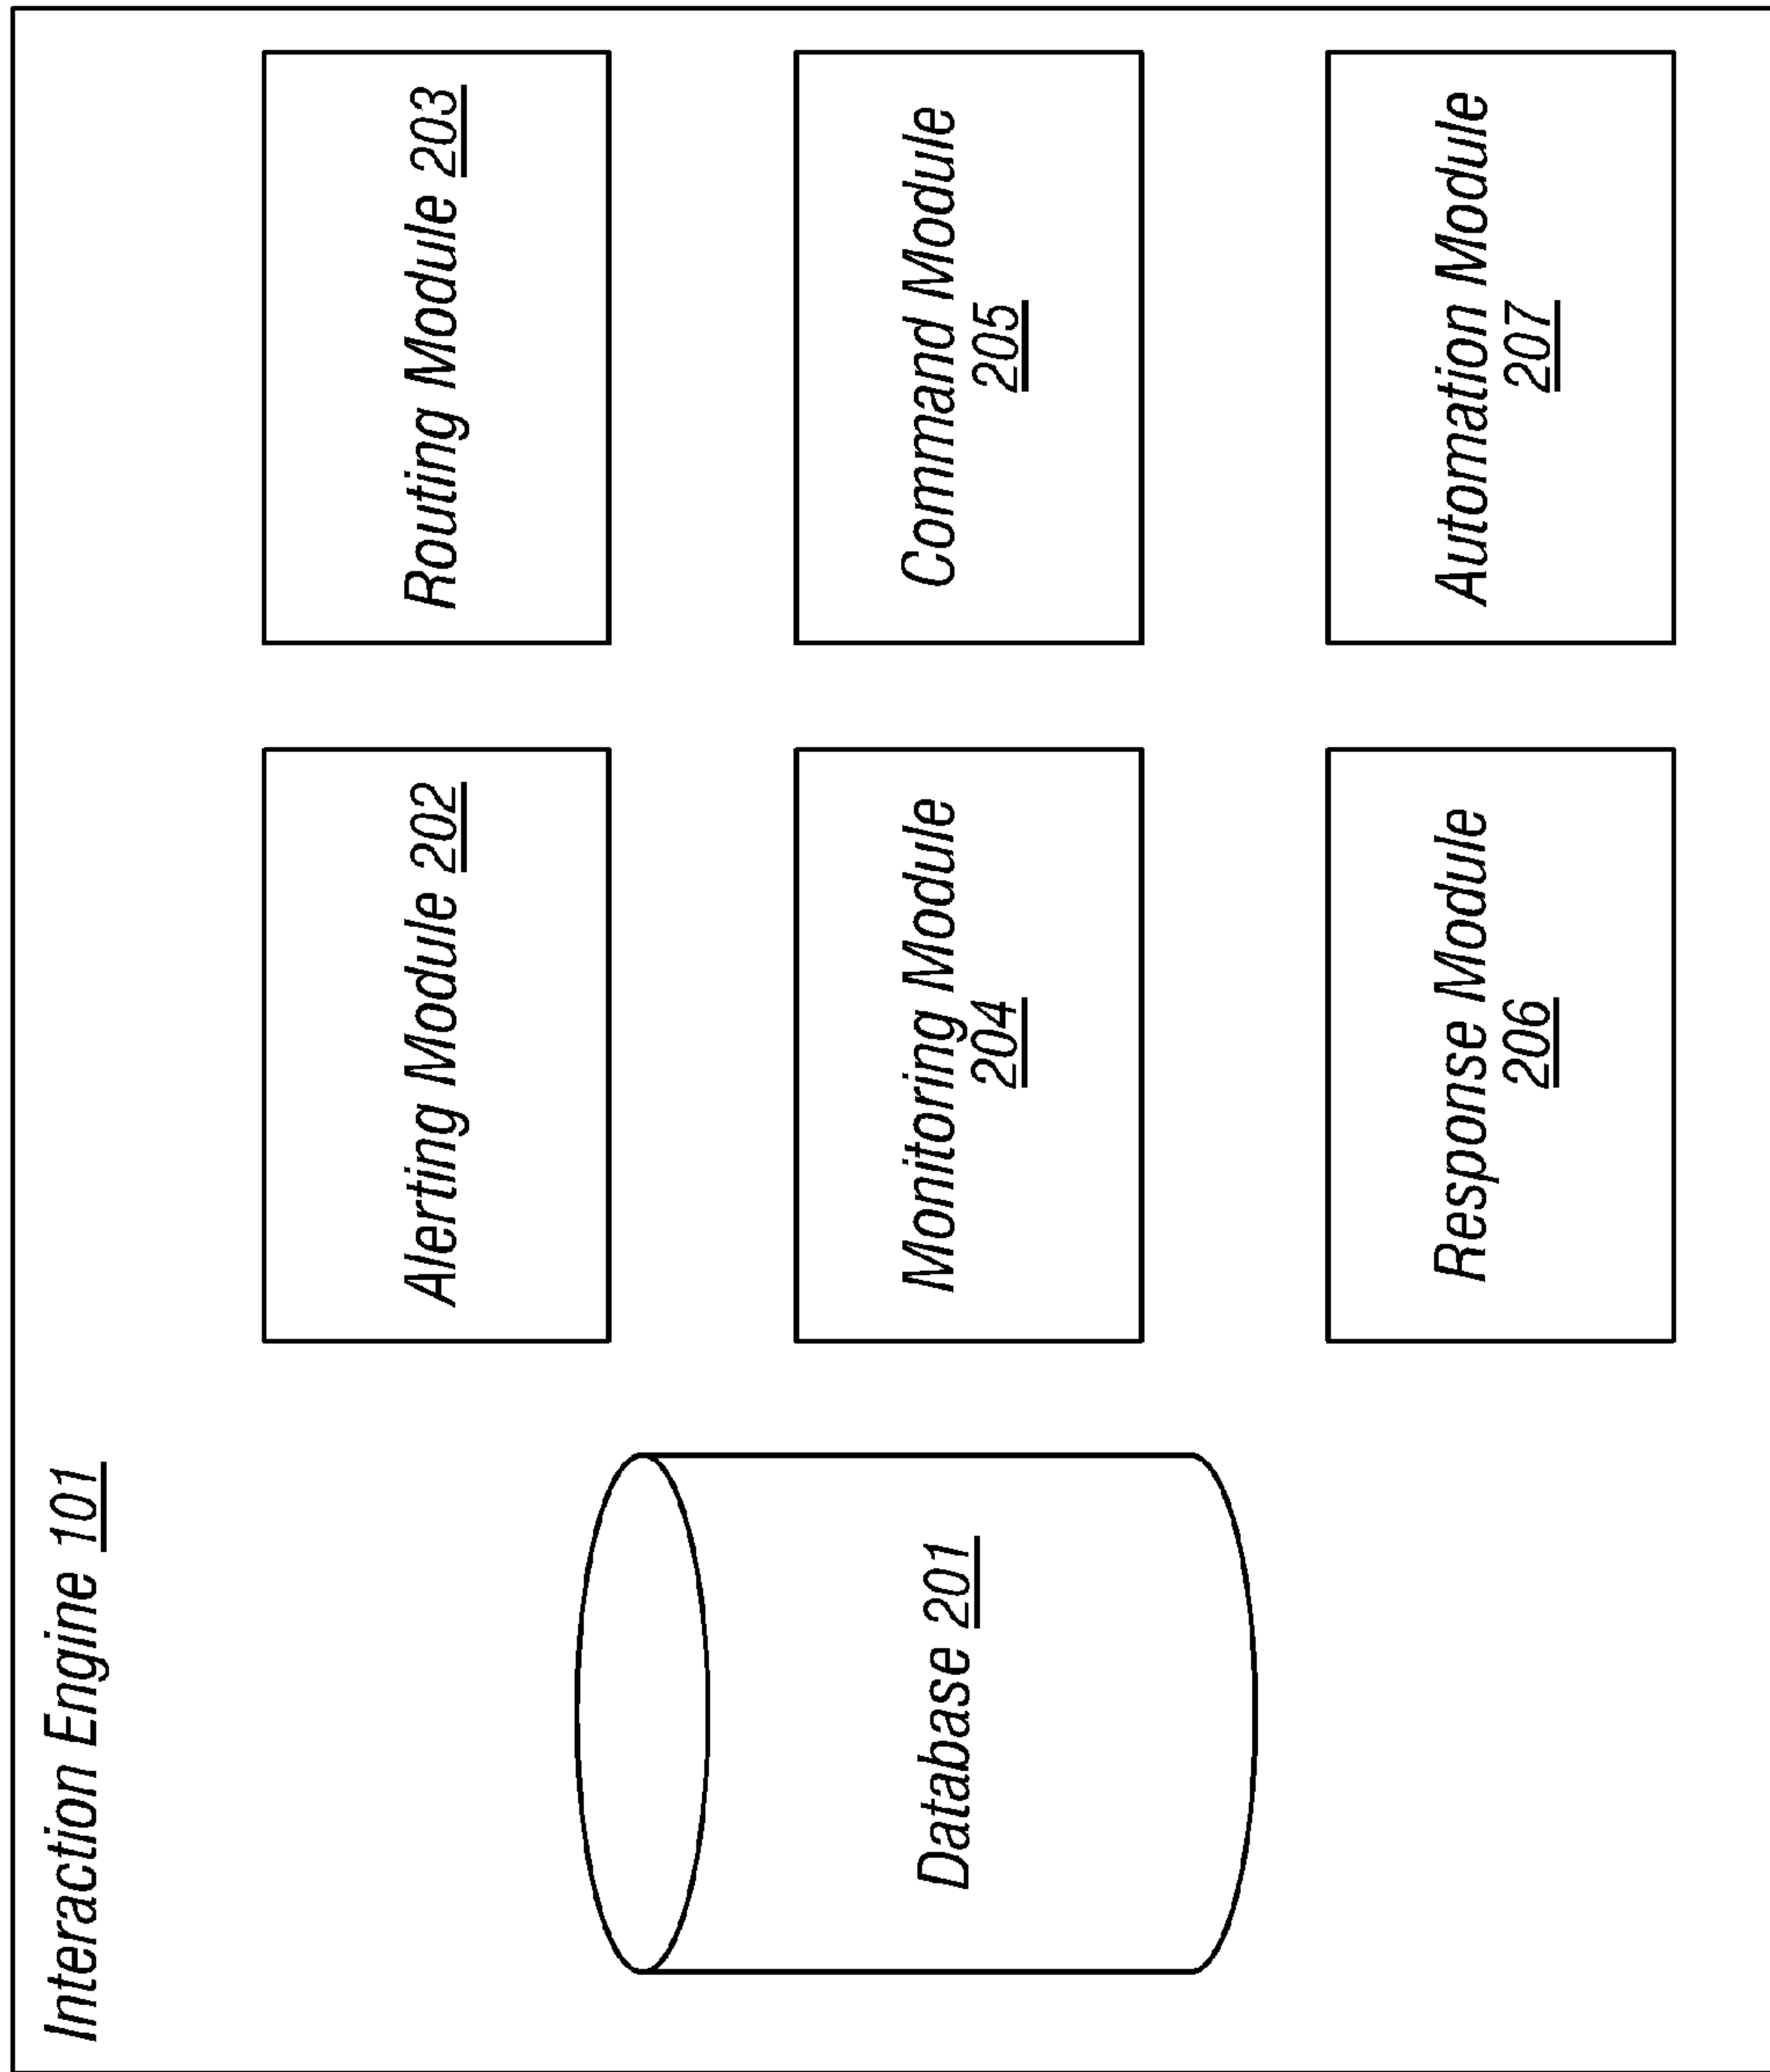 Interaction Engine 101
Database 201
Alerting Module 202
Routing Module 203
Monitoring Module
204
Command Module
205
Response Module
206
Automation Module
207